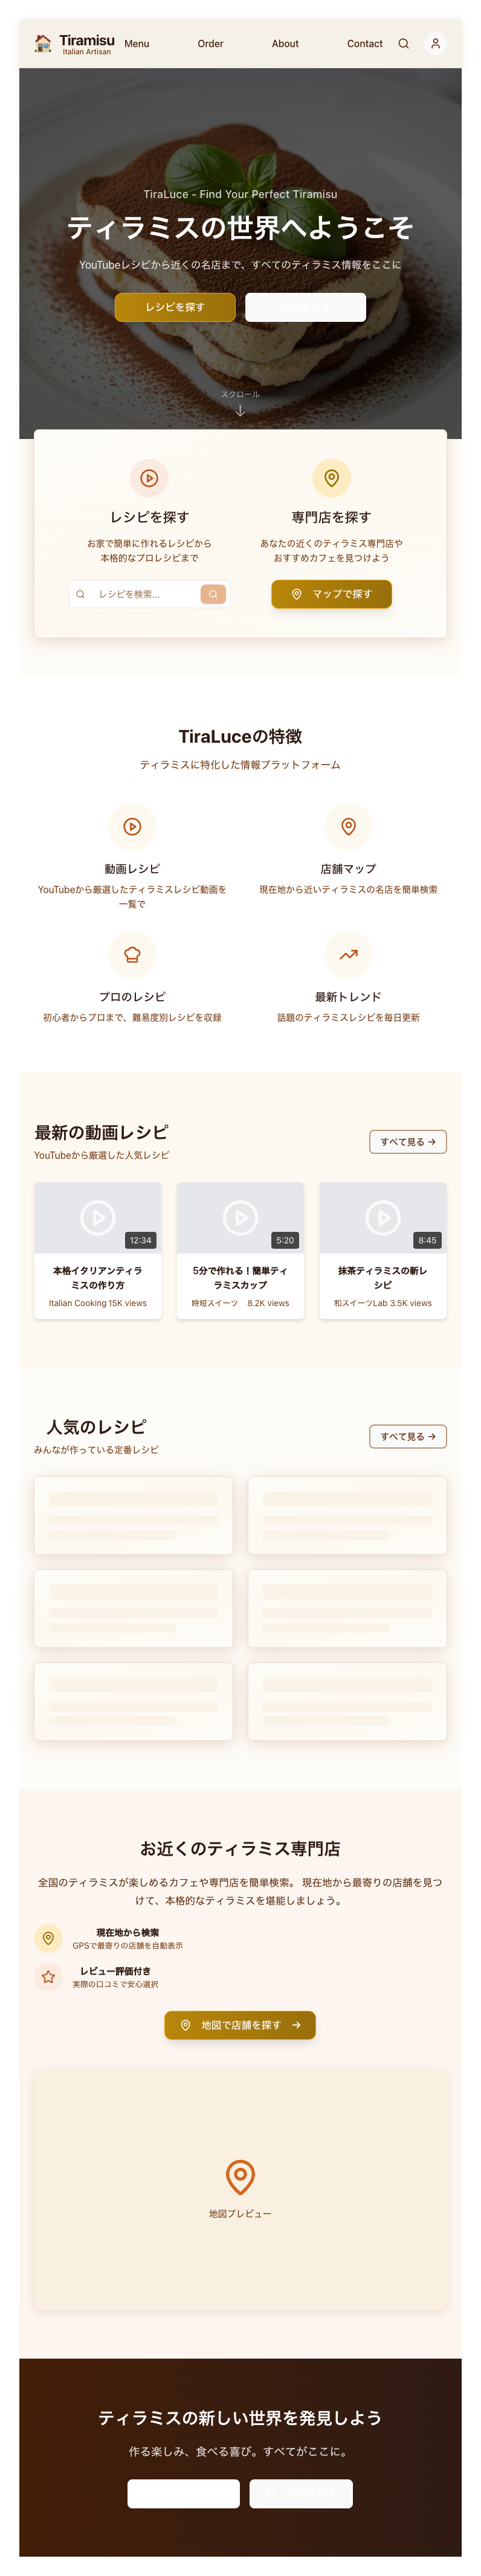 Tiramisu
Italian Artisan
Menu
Order
About
Contact
TiraLuce - Find Your Perfect Tiramisu
ティラミスの世界へようこそ
YouTubeレシピから近くの名店まで、すべてのティラミス情報をここに
レシピを探す
スクロール
レシピを探す
お家で簡単に作れるレシピから
本格的なプロレシピまで
レシピを検索...
専門店を探す
あなたの近くのティラミス専門店や
おすすめカフェを見つけよう
マップで探す
TiraLuceの特徴
ティラミスに特化した情報プラットフォーム
動画レシピ
YouTubeから厳選したティラミスレシピ動画を
一覧で
店舗マップ
現在地から近いティラミスの名店を簡単検索
プロのレシピ
初心者からプロまで、難易度別レシピを収録
最新トレンド
話題のティラミスレシピを毎日更新
最新の動画レシピ
YouTubeから厳選した人気レシピ
すべて見る →
12:34
本格イタリアンティラ
ミスの作り方
Italian Cooking 15K views
5:20
5分で作れる！簡単ティ
ラミスカップ
時短スイーツ 8.2K views
8:45
抹茶ティラミスの新レ
シピ
和スイーツLab 3.5K views
人気のレシピ
みんなが作っている定番レシピ
すべて見る →
お近くのティラミス専門店
全国のティラミスが楽しめるカフェや専門店を簡単検索。 現在地から最寄りの店舗を見つ
けて、本格的なティラミスを堪能しましょう。
現在地から検索
GPSで最寄りの店舗を自動表示
レビュー評価付き
実際の口コミで安心選択
地図で店舗を探す →
地図プレビュー
ティラミスの新しい世界を発見しよう
作る楽しみ、食べる喜び。すべてがここに。